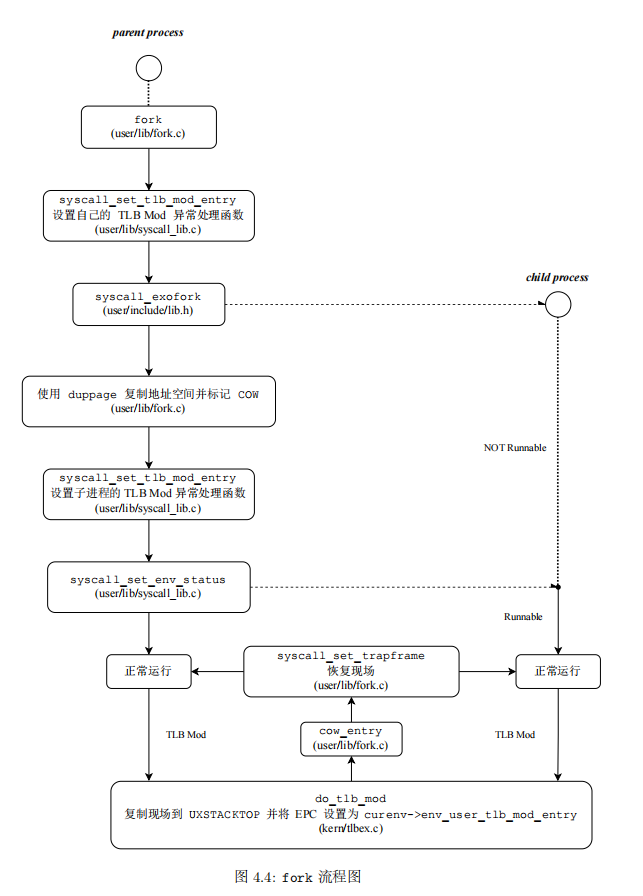 parent process
fork
(user/lib/fork.c)
syscall_set_tlb_mod_entry
设置自己的 TLB Mod 异常处理函数
(user/lib/syscall_lib.c)
child process
syscall_exofork
(user/include/lib.h)
使用 duppage 复制地址空间并标记 COW
(user/lib/fork.c)
NOT Runnable
syscall_set_tlb_mod_entry
设置子进程的 TLB Mod 异常处理函数
(user/lib/syscall_lib.c)
syscall_set_env_status
(user/lib/syscall_lib.c)
Runnable
正常运行
syscall_set_trapframe
恢复现场
(user/lib/fork.c)
正常运行
TLB Mod
cow_entry
(user/lib/fork.c)
TLB Mod
do_tlb_mod
复制现场到 UXSTACKTOP 并将 EPC 设置为 curenv->env_user_tlb_mod_entry
(kern/tlbex.c)
图 4.4: fork 流程图